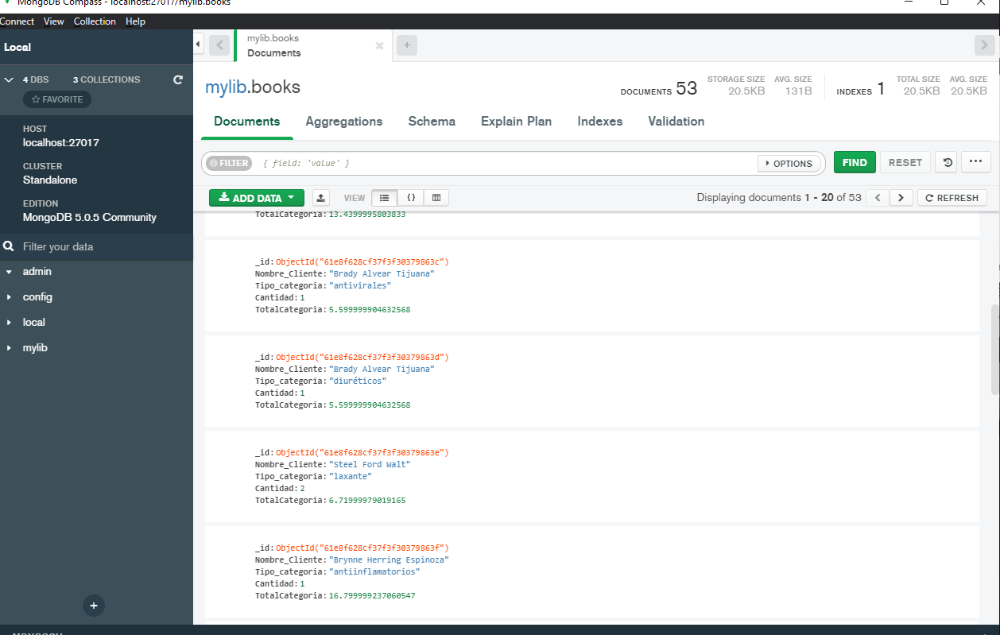 MongoDB Compass - localhost:27017/mylib.books
Connect View Collection Help
Local
4 DBS 3 COLLECTIONS
FAVORITE
HOST
localhost:27017
CLUSTER
Standalone
EDITION
MongoDB 5.0.5 Community
Filter your data
admin
config
local
mylib
mylib.books
Documents
mylib.books
DOCUMENTS 53
STORAGE SIZE 20.5KB
AVG. SIZE 131B
INDEXES 1
TOTAL SIZE 20.5KB
AVG. SIZE 20.5KB
Documents Aggregations Schema Explain Plan Indexes Validation
FILTER { field: 'value' } OPTIONS FIND RESET
ADD DATA VIEW {} Displaying documents 1 - 20 of 53 REFRESH
TotalCategoria: 13.4399995803833
_id: ObjectId("61e8f628cf37f3f30379863c")
Nombre_Cliente: "Brady Alvear Tijuana"
Tipo_categoria: "antivirales"
Cantidad: 1
TotalCategoria: 5.599999904632568
_id: ObjectId("61e8f628cf37f3f30379863d")
Nombre_Cliente: "Brady Alvear Tijuana"
Tipo_categoria: "diuréticos"
Cantidad: 1
TotalCategoria: 5.599999904632568
_id: ObjectId("61e8f628cf37f3f30379863e")
Nombre_Cliente: "Steel Ford Walt"
Tipo_categoria: "laxante"
Cantidad: 2
TotalCategoria: 6.71999979019165
_id: ObjectId("61e8f628cf37f3f30379863f")
Nombre_Cliente: "Brynne Herring Espinoza"
Tipo_categoria: "antiinflamatorios"
Cantidad: 1
TotalCategoria: 16.799999237060547
MONGOSH